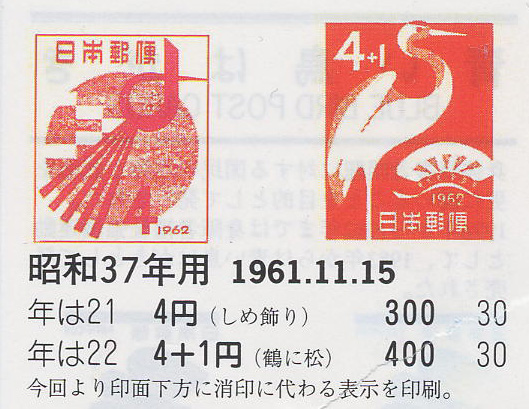 日本郵便
4
1962
4+1
1962
日本郵便
昭和37年用 1961.11.15
年は21 4円(しめ飾り) 300 30
年は22 4+1円(鶴に松) 400 30
今回より印面下方に消印に代わる表示を印刷。